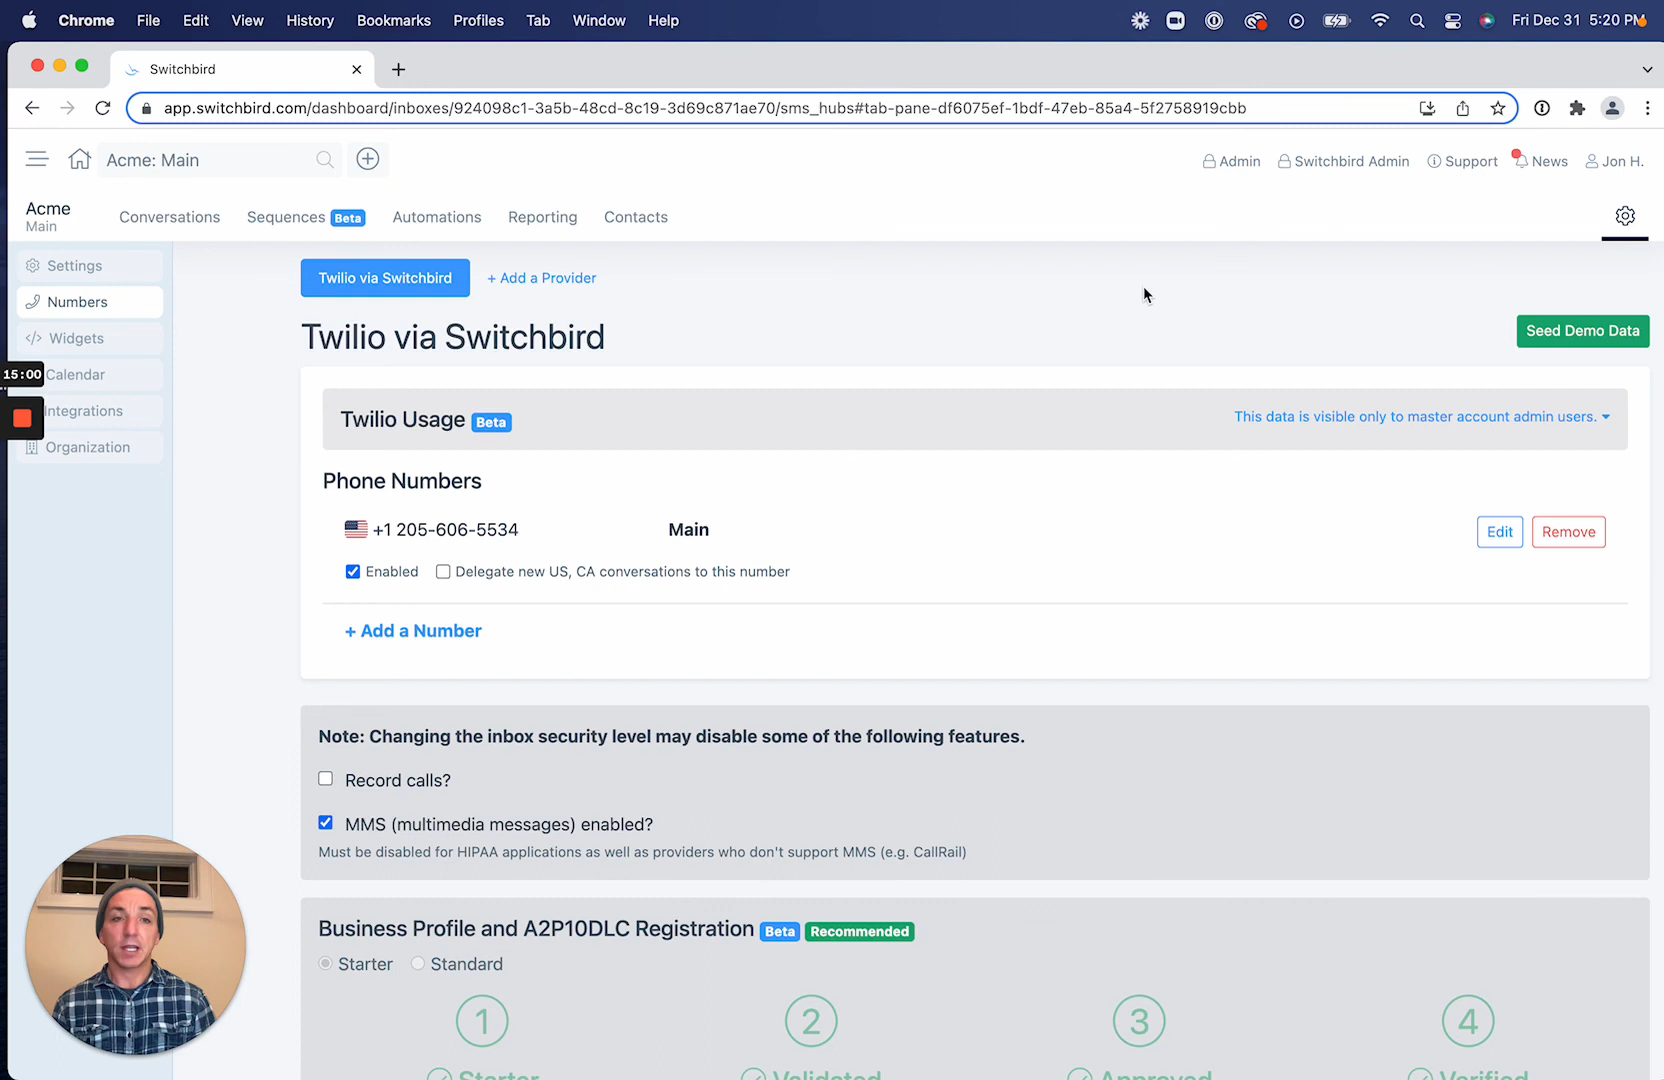 Chrome File Edit View History Bookmarks Profiles Tab Window Help Fri Dec 31 5:20 PM
Switchbird
app.switchbird.com/dashboard/inboxes/924098c1-3a5b-48cd-8c19-3d69c871ae70/sms_hubs#tab-pane-df6075ef-1bdf-47eb-85a4-5f2758919cbb
Acme: Main Admin Switchbird Admin Support News Jon H.
Acme
Main
Conversations Sequences Beta Automations Reporting Contacts
Settings
Numbers
Widgets
Calendar
Integrations
Organization
15:00
Twilio via Switchbird + Add a Provider
Twilio via Switchbird
Seed Demo Data
Twilio Usage Beta
This data is visible only to master account admin users.
Phone Numbers
+1 205-606-5534 Main Edit Remove
Enabled Delegate new US, CA conversations to this number
+ Add a Number
Note: Changing the inbox security level may disable some of the following features.
Record calls?
MMS (multimedia messages) enabled?
Must be disabled for HIPAA applications as well as providers who don't support MMS (e.g. CallRail)
Business Profile and A2P10DLC Registration Beta Recommended
Starter Standard
1 2 3 4
Starter Validated Approved Verified